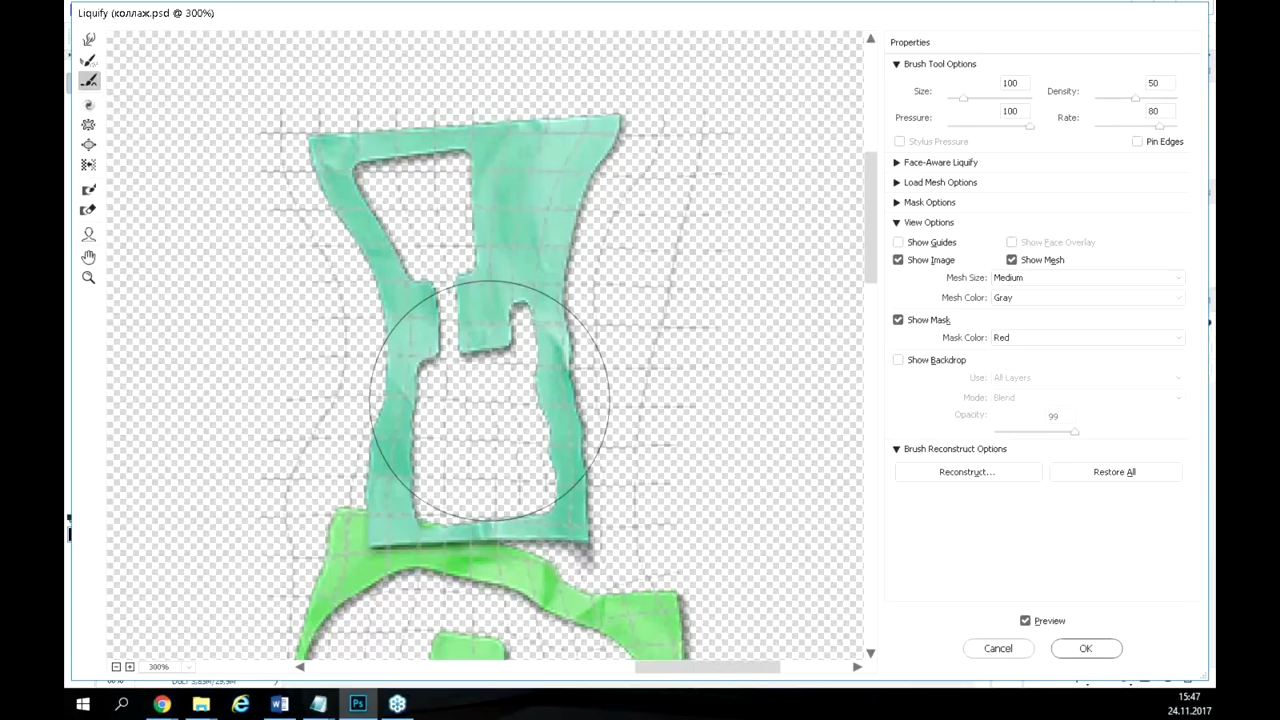 Liquify (коллаж.psd @ 300%)
Properties
Brush Tool Options
Size: 100 Density: 50
Pressure: 100 Rate: 80
Stylus Pressure Pin Edges
Face-Aware Liquify
Load Mesh Options
Mask Options
View Options
Show Guides Show Face Overlay
Show Image Show Mesh
Mesh Size: Medium
Mesh Color: Gray
Show Mask
Mask Color: Red
Show Backdrop
Use: All Layers
Mode: Blend
Opacity: 99
Brush Reconstruct Options
Reconstruct... Restore All
Preview
Cancel OK
300%
15:47
24.11.2017